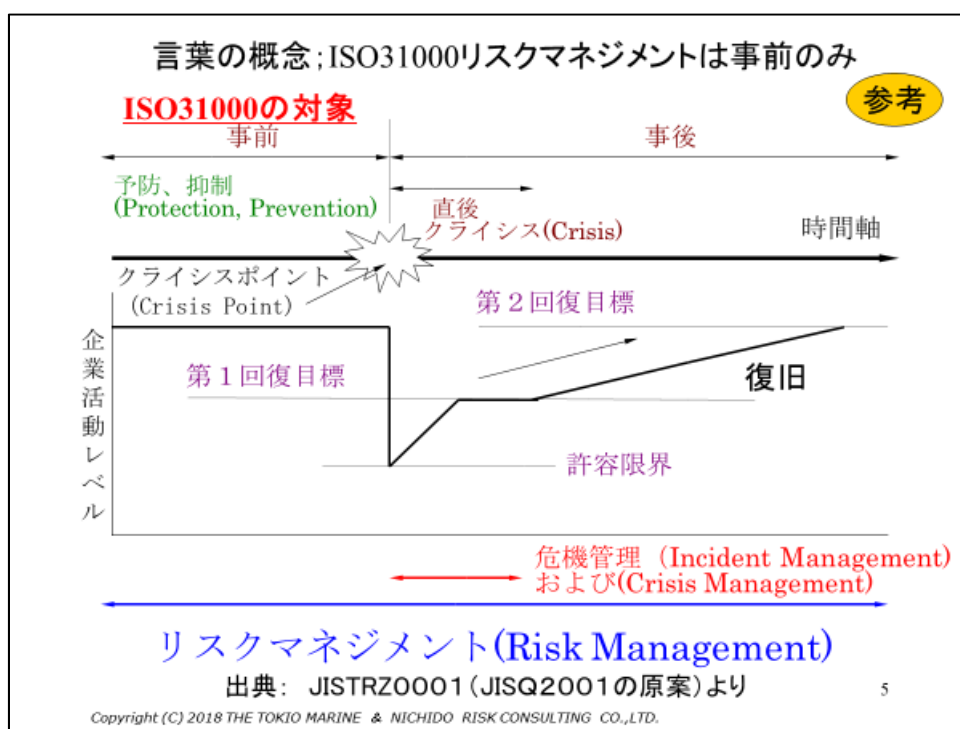 言葉の概念;ISO31000リスクマネジメントは事前のみ
ISO31000の対象
参考
事前
事後
予防、抑制
(Protection, Prevention)
直後
クライシス(Crisis)
時間軸
クライシスポイント
(Crisis Point)
第2回復目標
企業活動レベル
第1回復目標
復旧
許容限界
危機管理(Incident Management)
および(Crisis Management)
リスクマネジメント(Risk Management)
出典: JISTRZ0001(JISQ2001の原案)より
5
Copyright (C) 2018 THE TOKIO MARINE & NICHIDO RISK CONSULTING CO.,LTD.